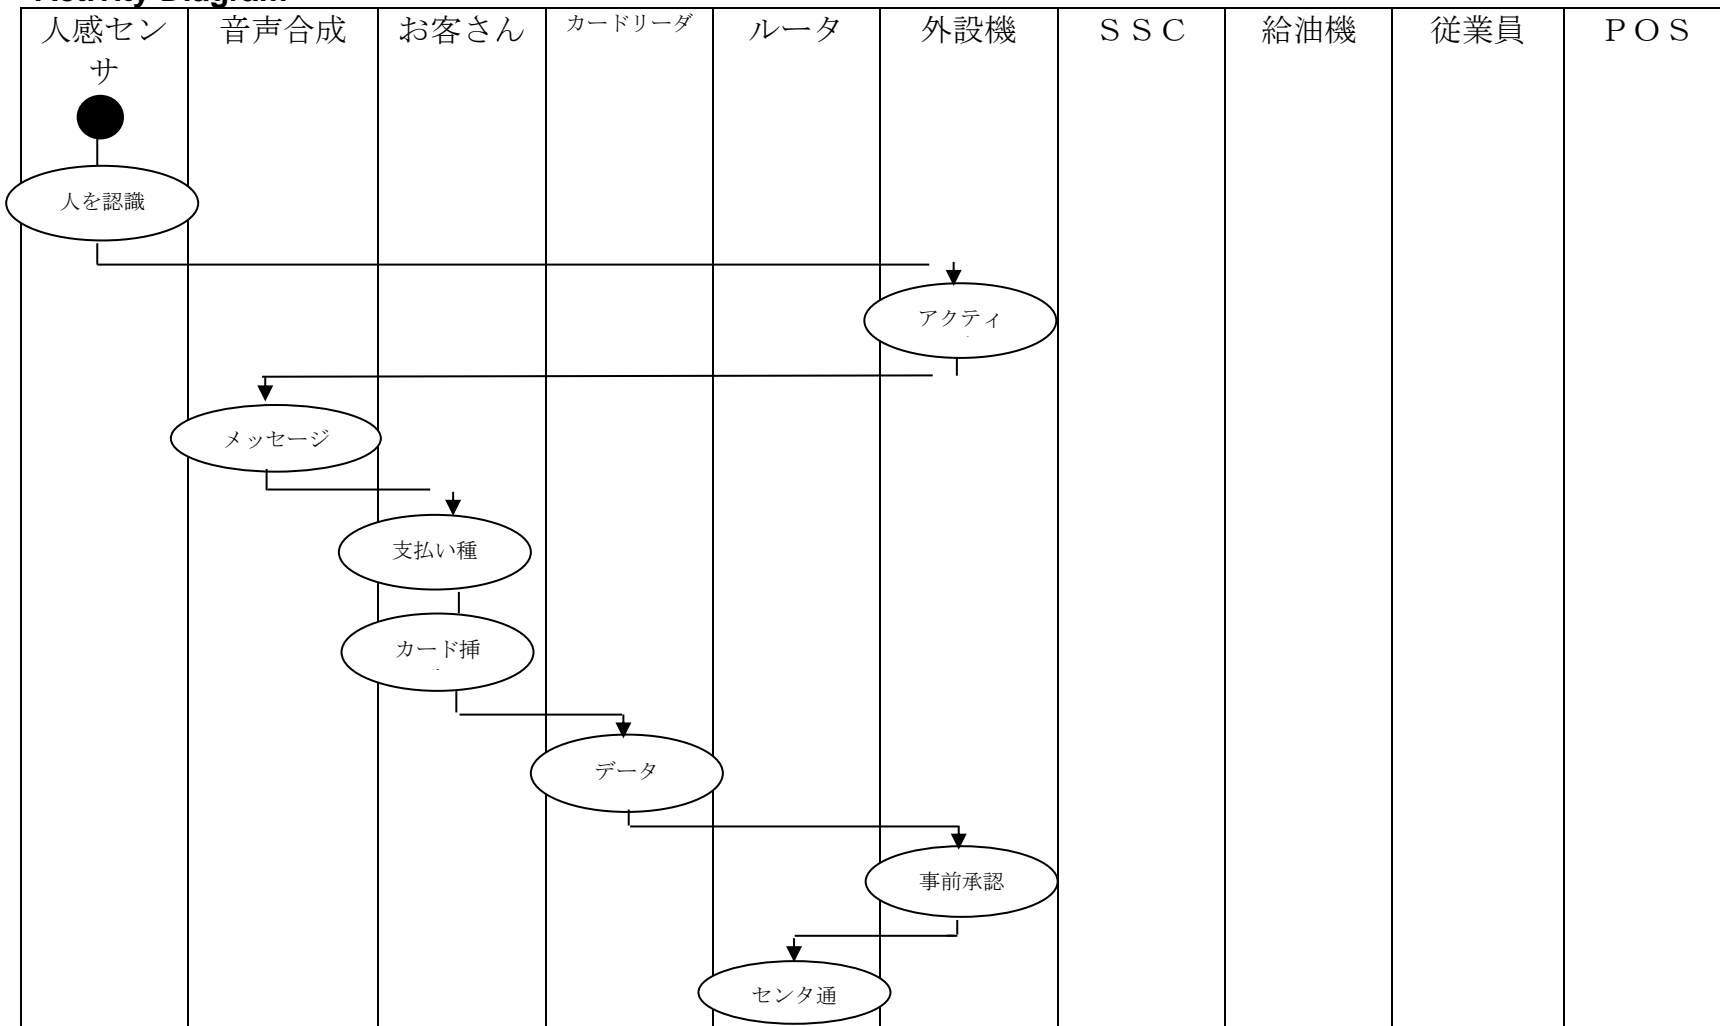 Activity Diagram
人感セン
サ
音声合成
お客さん
カードリーダ
ルータ
外設機
ＳＳＣ
給油機
従業員
ＰＯＳ
人を認識
アクティ
メッセージ
支払い種
カード挿
データ
事前承認
センタ通